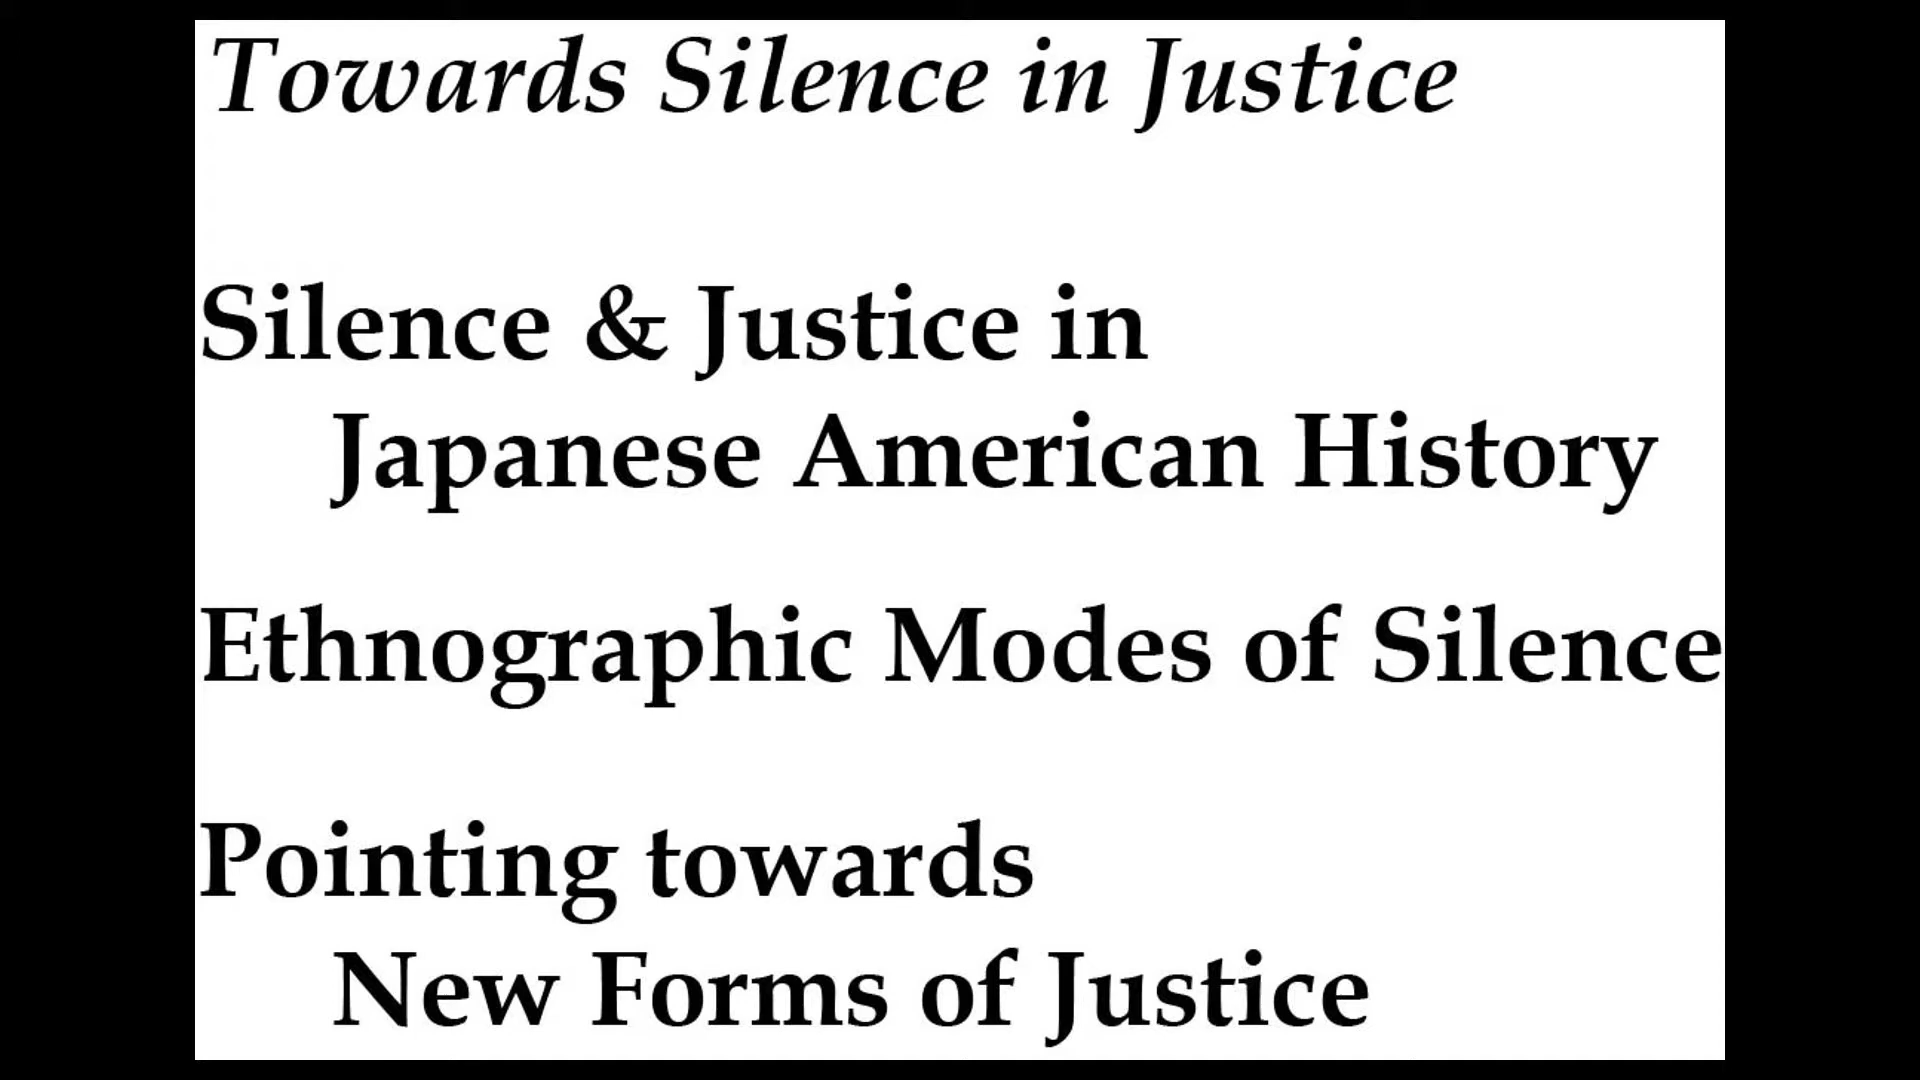 Towards Silence in Justice
Silence & Justice in
Japanese American History
Ethnographic Modes of Silence
Pointing towards
New Forms of Justice